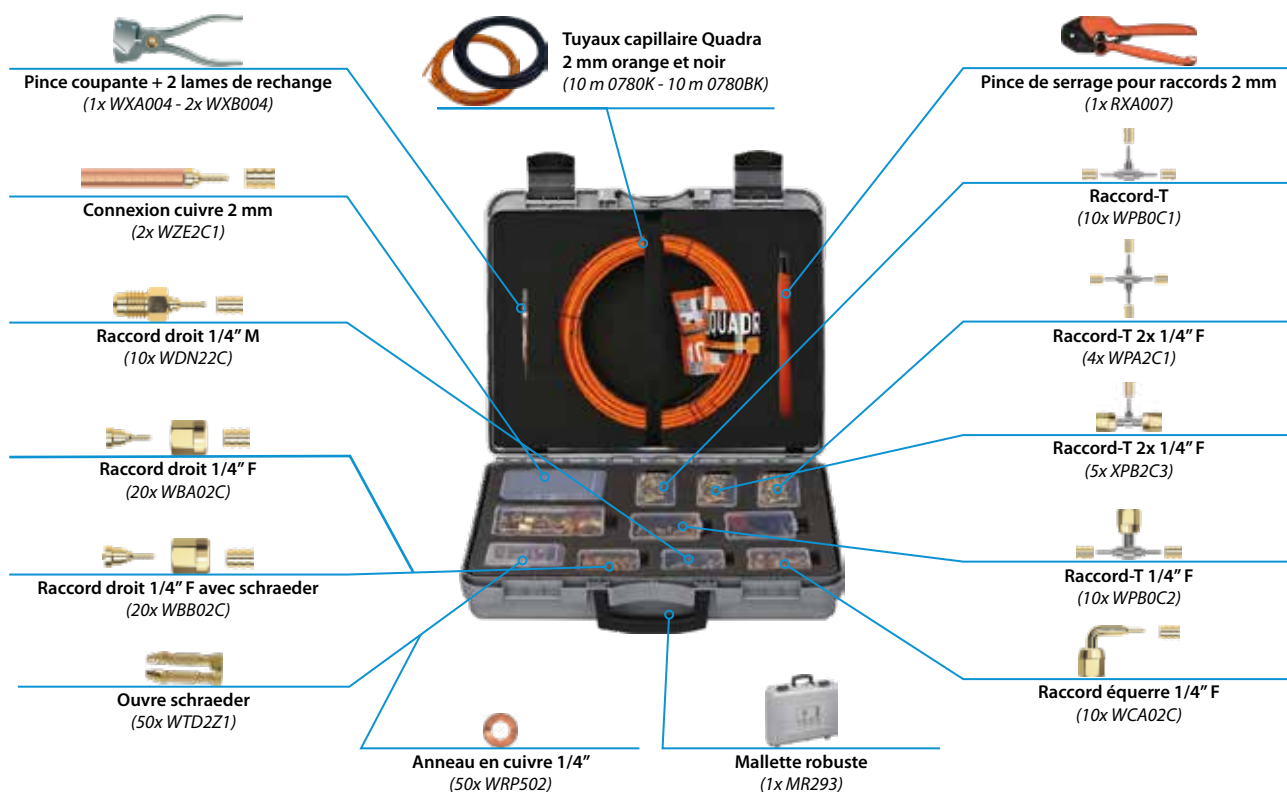 Pince coupante + 2 lames de rechange
(1x WXA004 - 2x WXB004)
Tuyaux capillaire Quadra
2 mm orange et noir
(10 m 0780K - 10 m 0780BK)
Pince de serrage pour raccords 2 mm
(1x RXA007)
Connexion cuivre 2 mm
(2x WZE2C1)
Raccord-T
(10x WPB0C1)
Raccord droit 1/4” M
(10x WDN22C)
Raccord-T 2x 1/4” F
(4x WPA2C1)
QUADR
Raccord droit 1/4” F
(20x WBA02C)
Raccord-T 2x 1/4” F
(5x XPB2C3)
Raccord droit 1/4” F avec schraeder
(20x WBB02C)
Raccord-T 1/4” F
(10x WPB0C2)
Ouvre schraeder
(50x WTD2Z1)
Raccord équerre 1/4” F
(10x WCA02C)
Anneau en cuivre 1/4”
(50x WRP502)
Mallette robuste
(1x MR293)